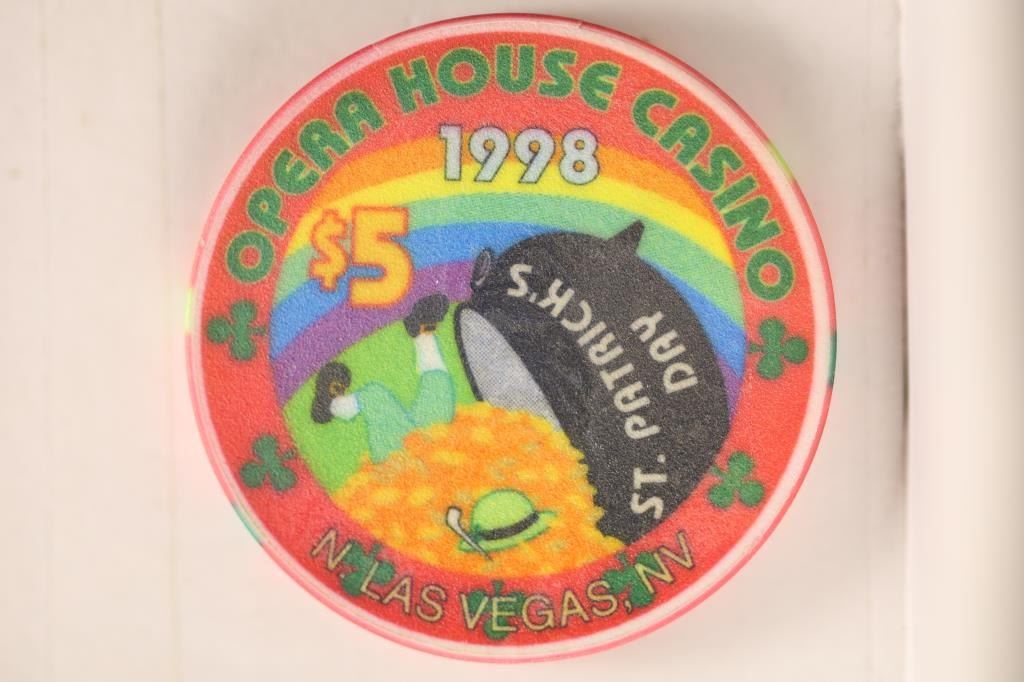 OPERA HOUSE CASINO
1998
$5
ST. PATRICK'S
DAY
N. LAS VEGAS, NV